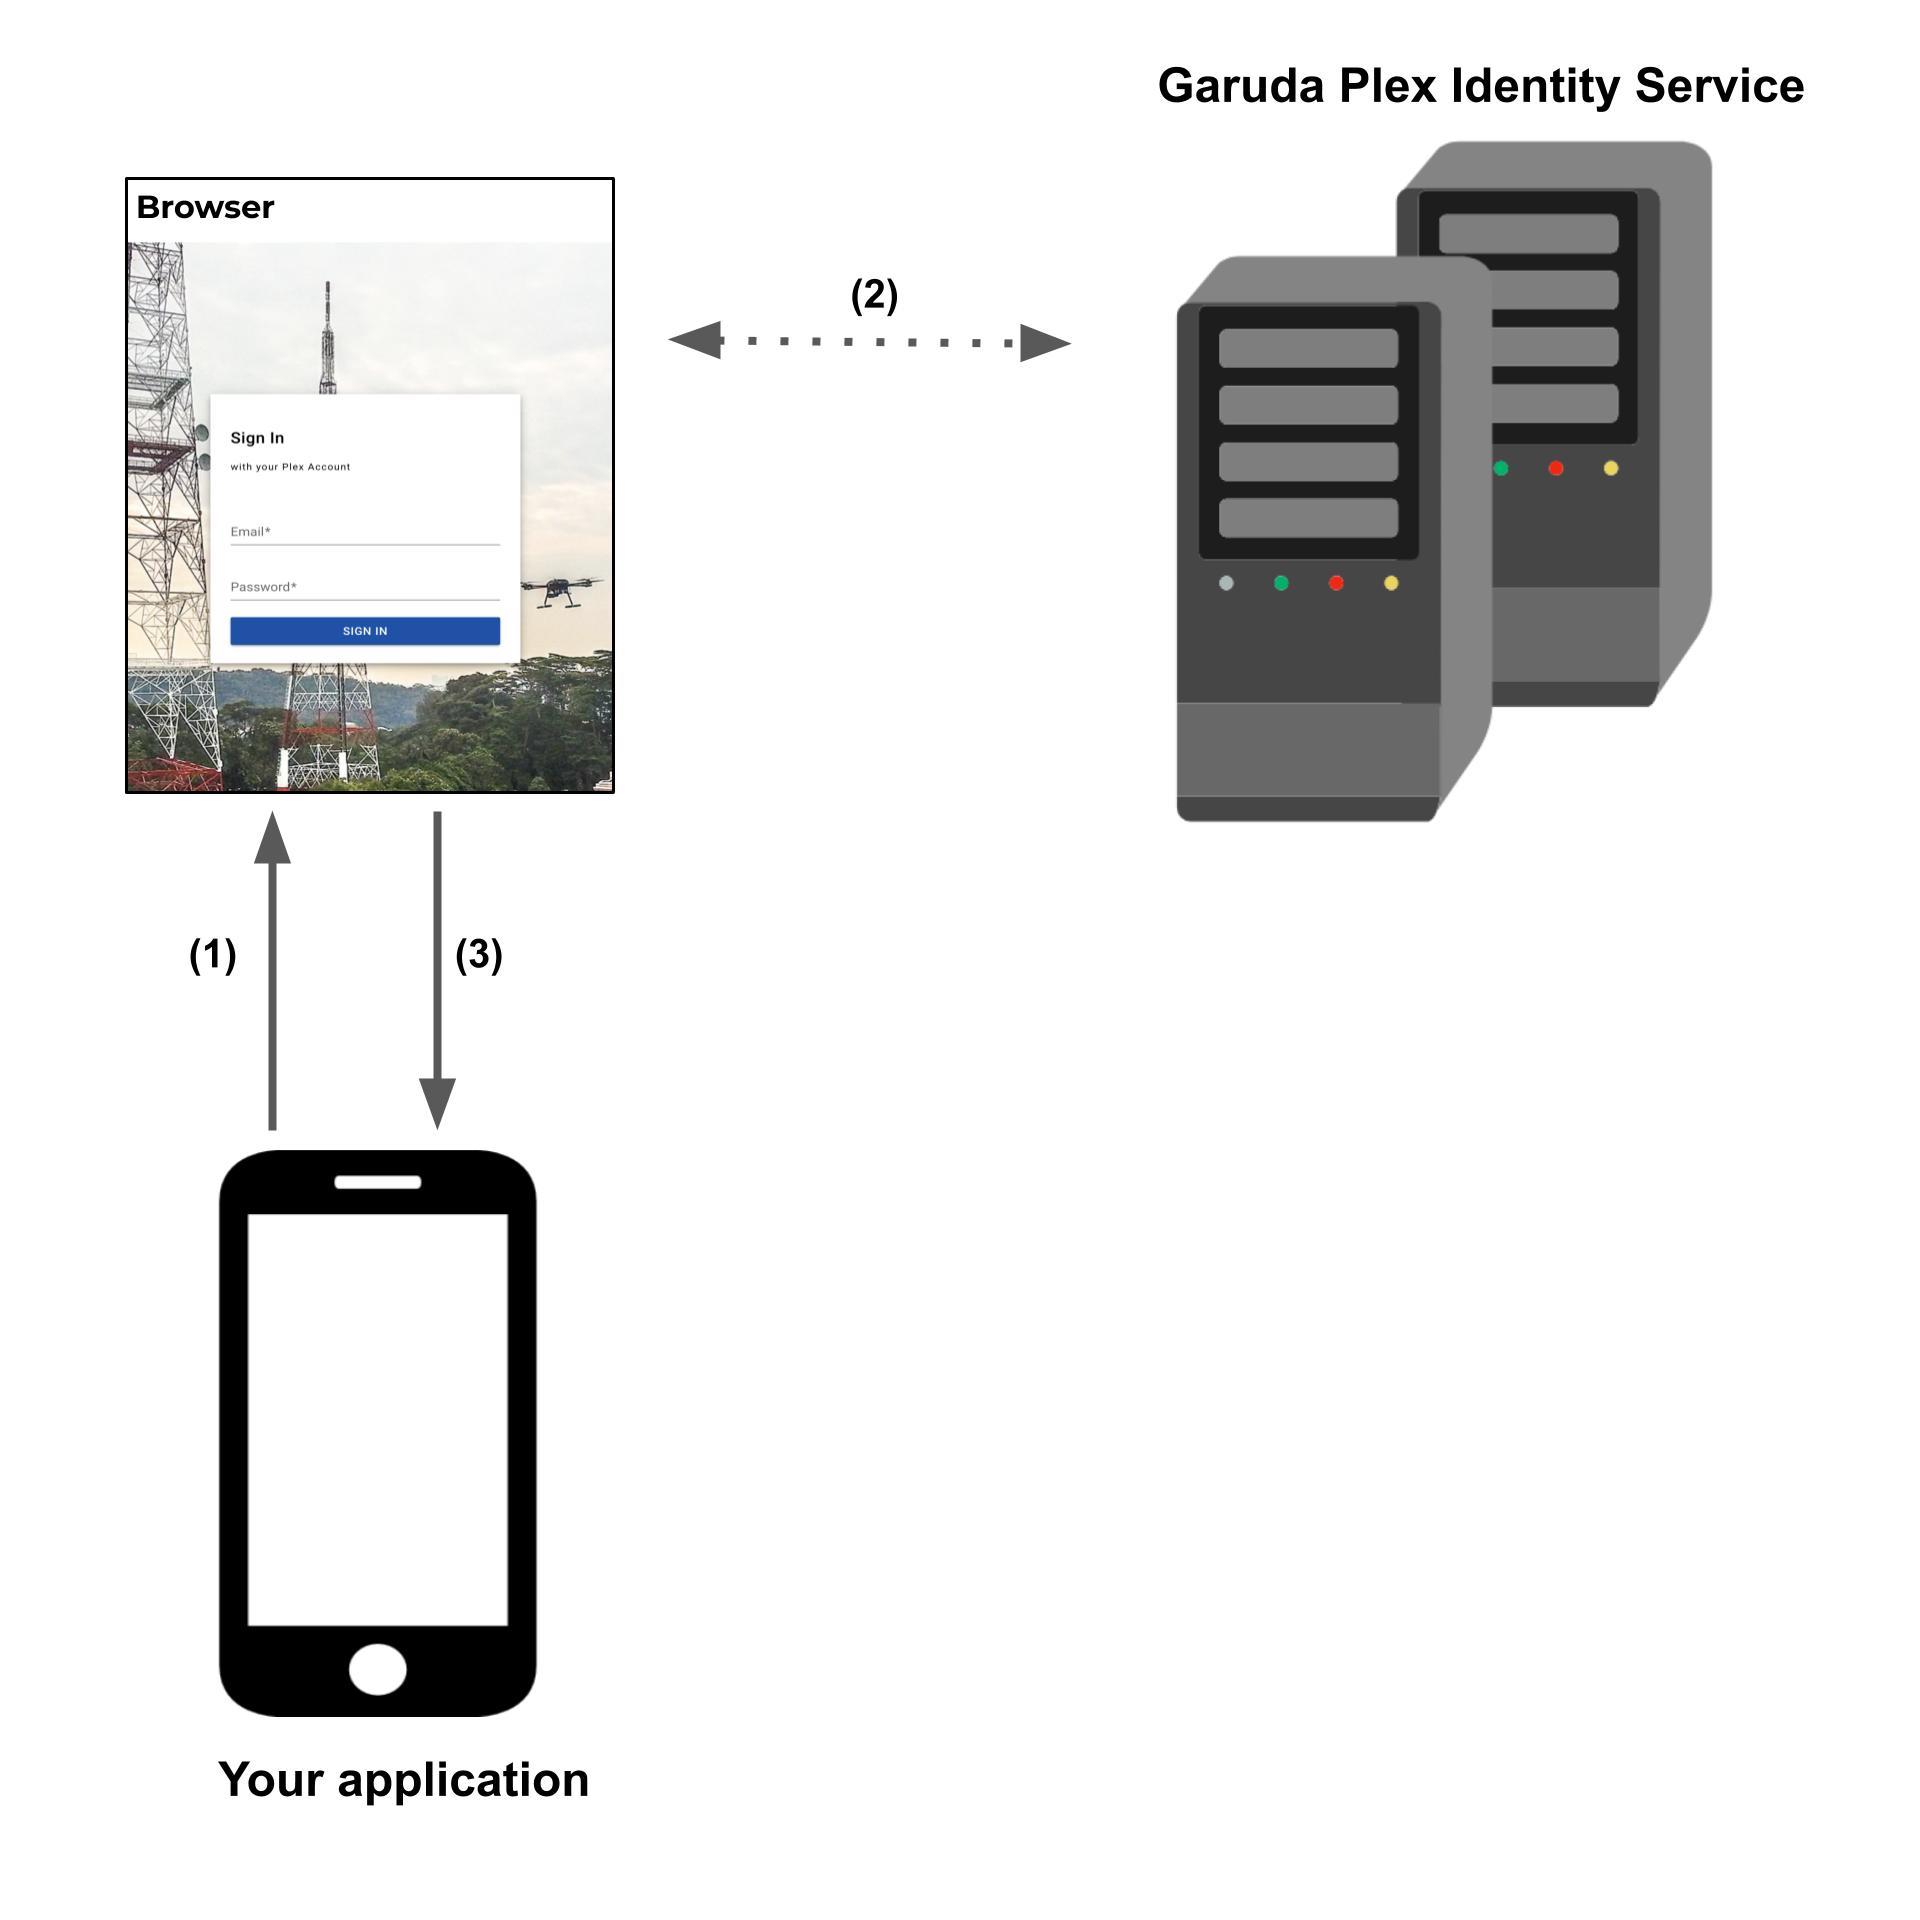 Garuda Plex Identity Service
Browser
(2)
Sign In
with your Plex Account
Email*
Password*
SIGN IN
(1)
(3)
Your application